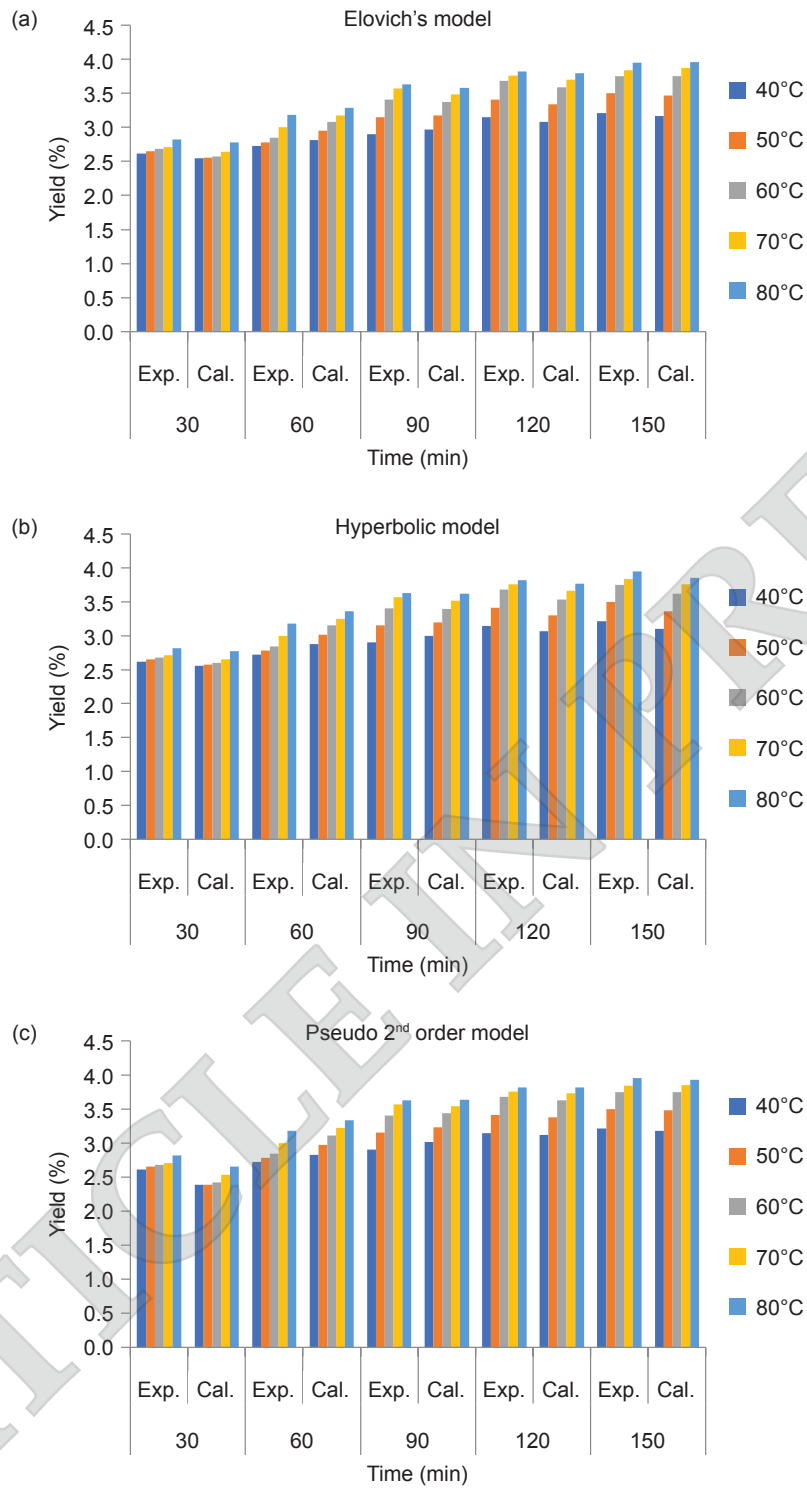 (a) Elovich's model
4.5
4.0
3.5
3.0
2.5
2.0
1.5
1.0
0.5
0.0
Yield (%)
40°C
50°C
60°C
70°C
80°C
Exp. Cal. Exp. Cal. Exp. Cal. Exp. Cal. Exp. Cal.
30 60 90 120 150
Time (min)
(b) Hyperbolic model
4.5
4.0
3.5
3.0
2.5
2.0
1.5
1.0
0.5
0.0
Yield (%)
40°C
50°C
60°C
70°C
80°C
Exp. Cal. Exp. Cal. Exp. Cal. Exp. Cal. Exp. Cal.
30 60 90 120 150
Time (min)
(c) Pseudo 2nd order model
4.5
4.0
3.5
3.0
2.5
2.0
1.5
1.0
0.5
0.0
Yield (%)
40°C
50°C
60°C
70°C
80°C
Exp. Cal. Exp. Cal. Exp. Cal. Exp. Cal. Exp. Cal.
30 60 90 120 150
Time (min)
TICLE IN PRE